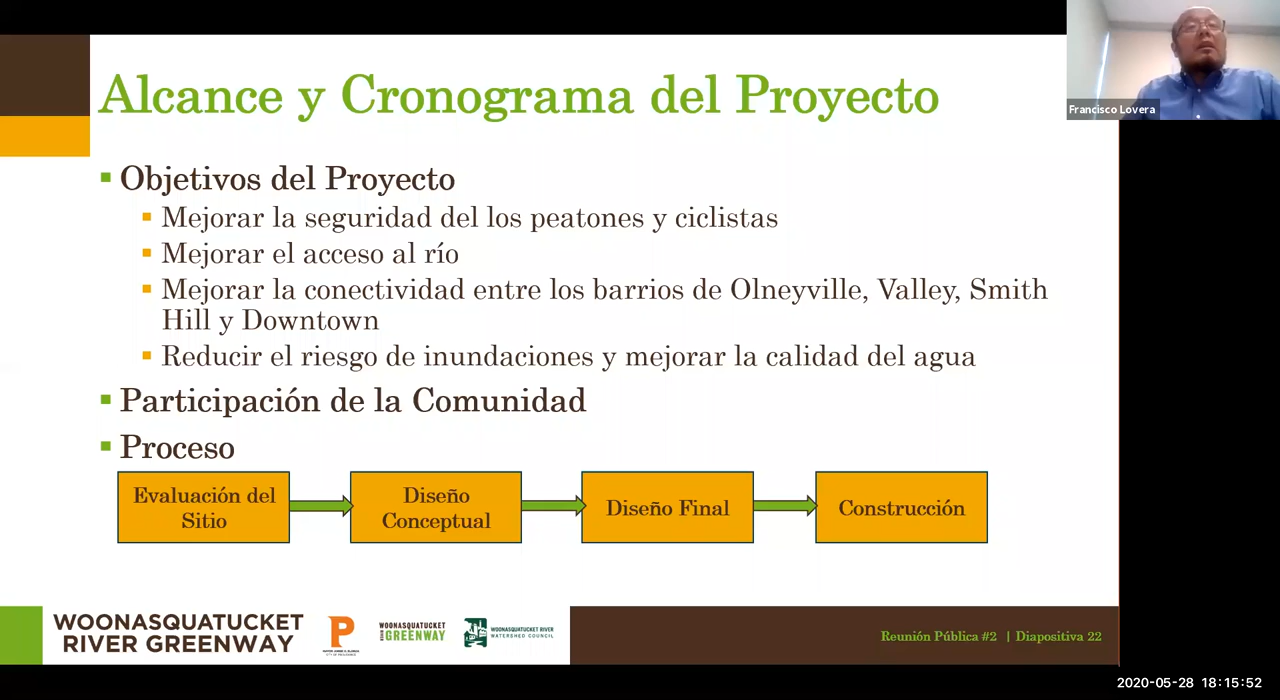 Alcance y Cronograma del Proyecto
Francisco Lovera
Objetivos del Proyecto
Mejorar la seguridad del los peatones y ciclistas
Mejorar el acceso al río
Mejorar la conectividad entre los barrios de Olneyville, Valley, Smith
Hill y Downtown
Reducir el riesgo de inundaciones y mejorar la calidad del agua
Participación de la Comunidad
Proceso
Evaluación del
Sitio
Diseño
Conceptual
Diseño Final
Construcción
WOONASQUATUCKET
RIVER GREENWAY
P
WOONASQUATUCKET
RIVER GREENWAY
WOONASQUATUCKET RIVER
WATERSHED COUNCIL
Reunión Pública #2 | Diapositiva 22
2020-05-28 18:15:52